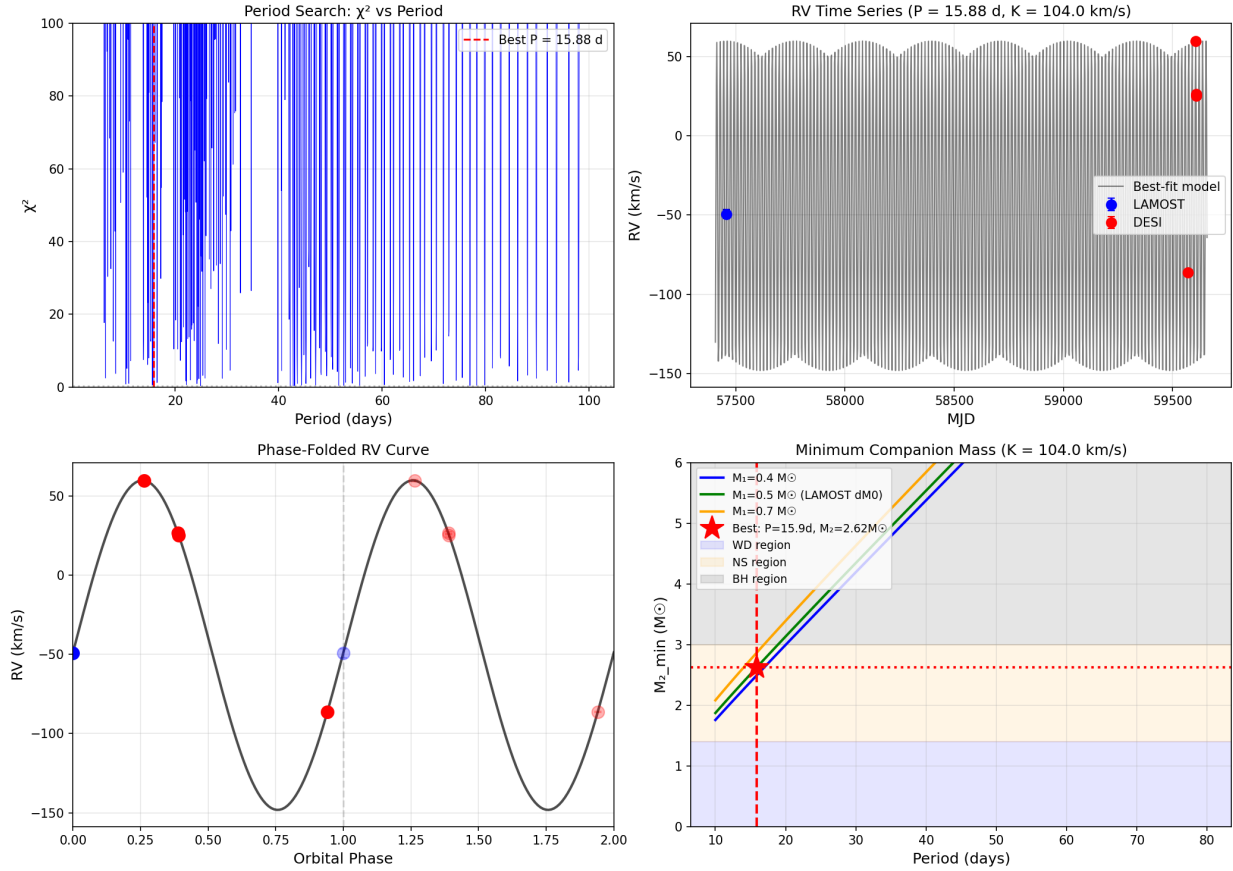 Period Search: χ² vs Period
100
80
60
40
20
0
χ²
20
40
60
80
100
Period (days)
Best P = 15.88 d
RV Time Series (P = 15.88 d, K = 104.0 km/s)
50
0
−50
−100
−150
RV (km/s)
57500
58000
58500
59000
59500
MJD
Best-fit model
LAMOST
DESI
Phase-Folded RV Curve
50
0
−50
−100
−150
RV (km/s)
0.00
0.25
0.50
0.75
1.00
1.25
1.50
1.75
2.00
Orbital Phase
Minimum Companion Mass (K = 104.0 km/s)
6
5
4
3
2
1
0
M₂_min (M☉)
10
20
30
40
50
60
70
80
Period (days)
M₁=0.4 M☉
M₁=0.5 M☉ (LAMOST dM0)
M₁=0.7 M☉
Best: P=15.9d, M₂=2.62M☉
WD region
NS region
BH region